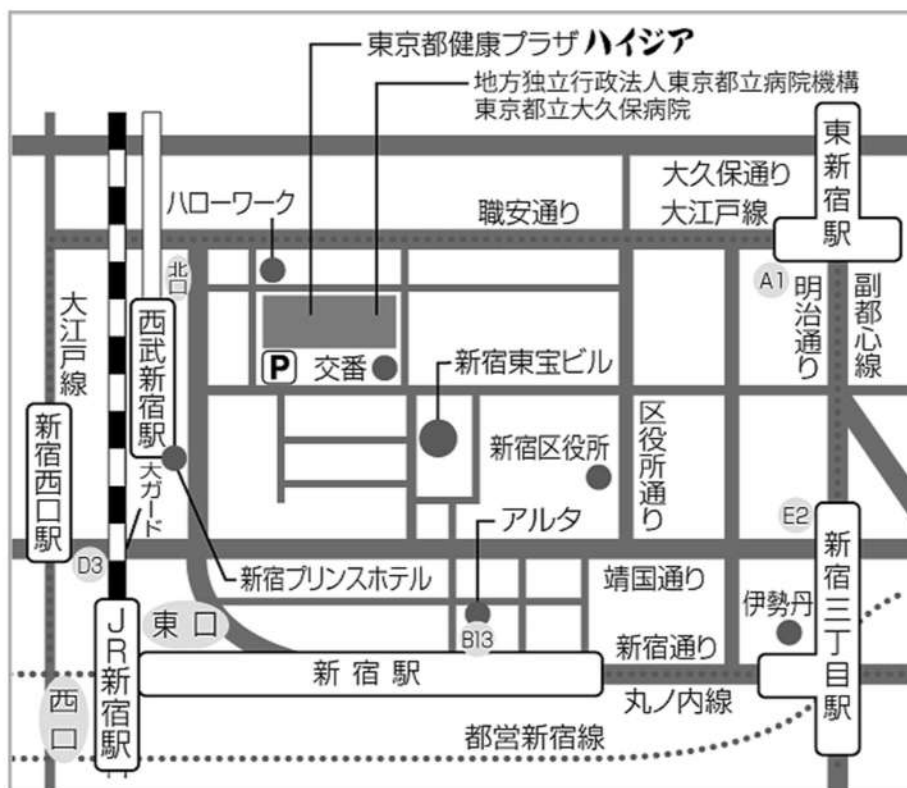 東京都健康プラザ ハイジア
地方独立行政法人東京都立病院機構
東京都立大久保病院
東新宿駅
大久保通り
ハローワーク
職安通り
大江戸線
北口
A1
大江戸線
西武新宿駅
明治通り
副都心線
P
交番
新宿東宝ビル
新宿西口駅
大ガード
新宿区役所
区役所通り
アルタ
E2
D3
新宿プリンスホテル
靖国通り
新宿三丁目駅
伊勢丹
東口
B13
新宿通り
JR新宿駅
新宿駅
西口
丸ノ内線
都営新宿線